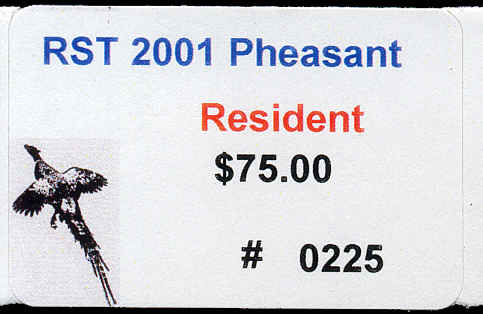 RST 2001 Pheasant
Resident
$75.00
# 0225